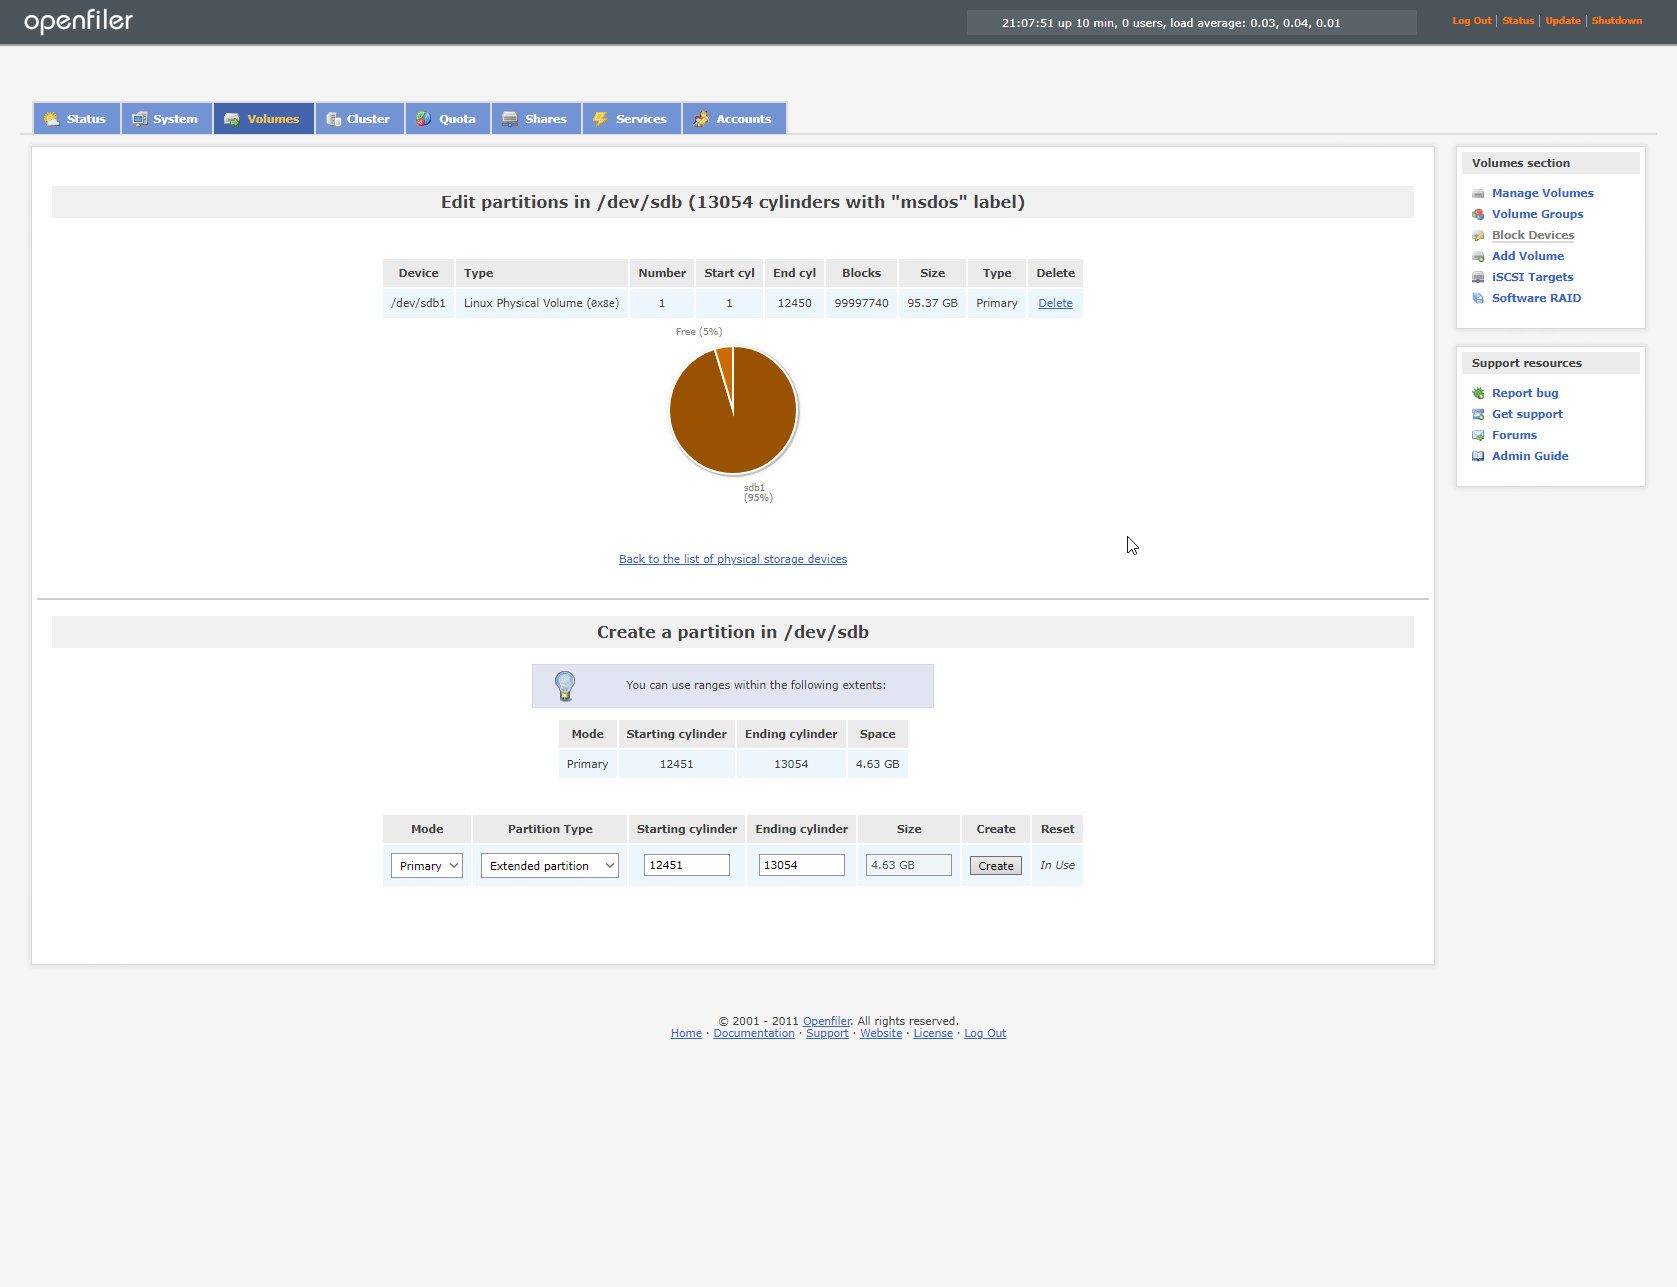 openfiler
21:07:51 up 10 min, 0 users, load average: 0.03, 0.04, 0.01
Log Out | Status | Update | Shutdown
Status System Volumes Cluster Quota Shares Services Accounts
Edit partitions in /dev/sdb (13054 cylinders with "msdos" label)
Device Type Number Start cyl End cyl Blocks Size Type Delete
/dev/sdb1 Linux Physical Volume (0x8e) 1 1 12450 99997740 95.37 GB Primary Delete
Free (5%)
sdb1
(95%)
Back to the list of physical storage devices
Create a partition in /dev/sdb
You can use ranges within the following extents:
Mode Starting cylinder Ending cylinder Space
Primary 12451 13054 4.63 GB
Mode Partition Type Starting cylinder Ending cylinder Size Create Reset
Primary Extended partition 12451 13054 4.63 GB Create In Use
Volumes section
Manage Volumes
Volume Groups
Block Devices
Add Volume
iSCSI Targets
Software RAID
Support resources
Report bug
Get support
Forums
Admin Guide
© 2001 - 2011 Openfiler. All rights reserved.
Home · Documentation · Support · Website · License · Log Out